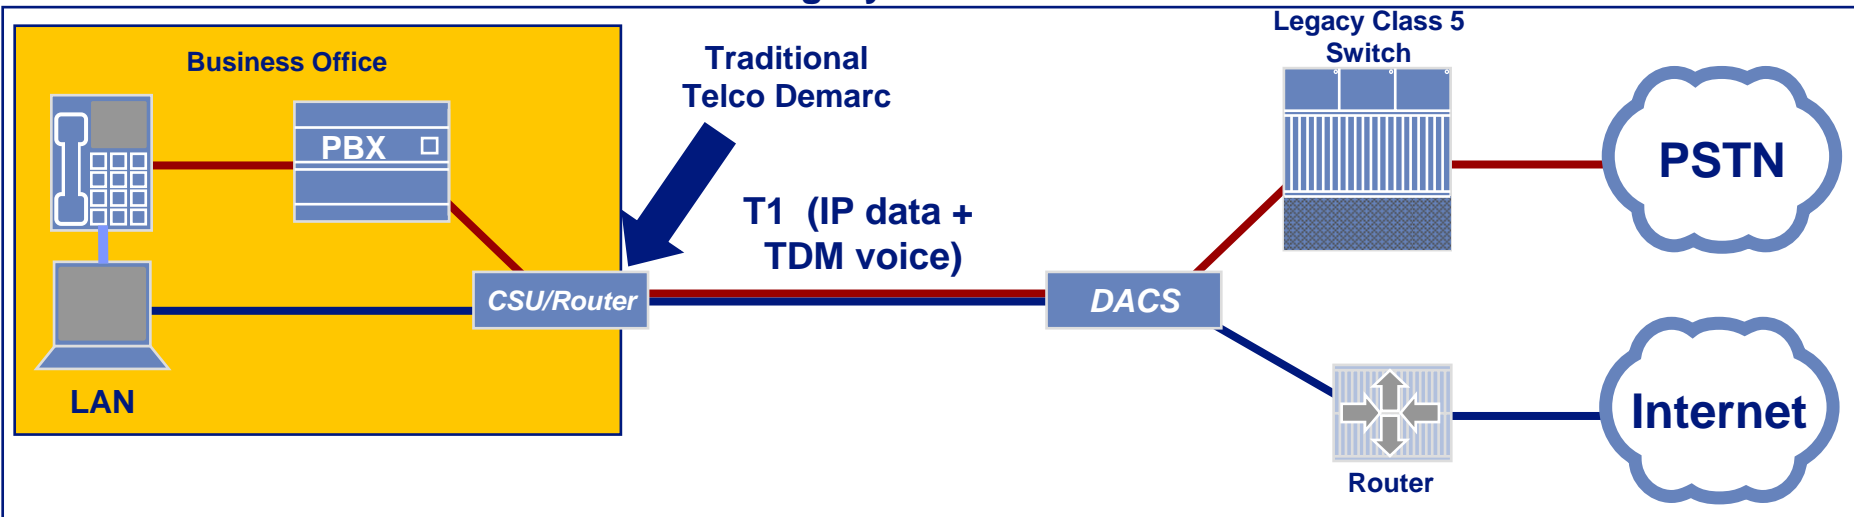 Legacy Class 5
Switch
Business Office
Traditional
Telco Demarc
PBX
PSTN
T1 (IP data +
TDM voice)
CSU/Router
DACS
LAN
Internet
Router